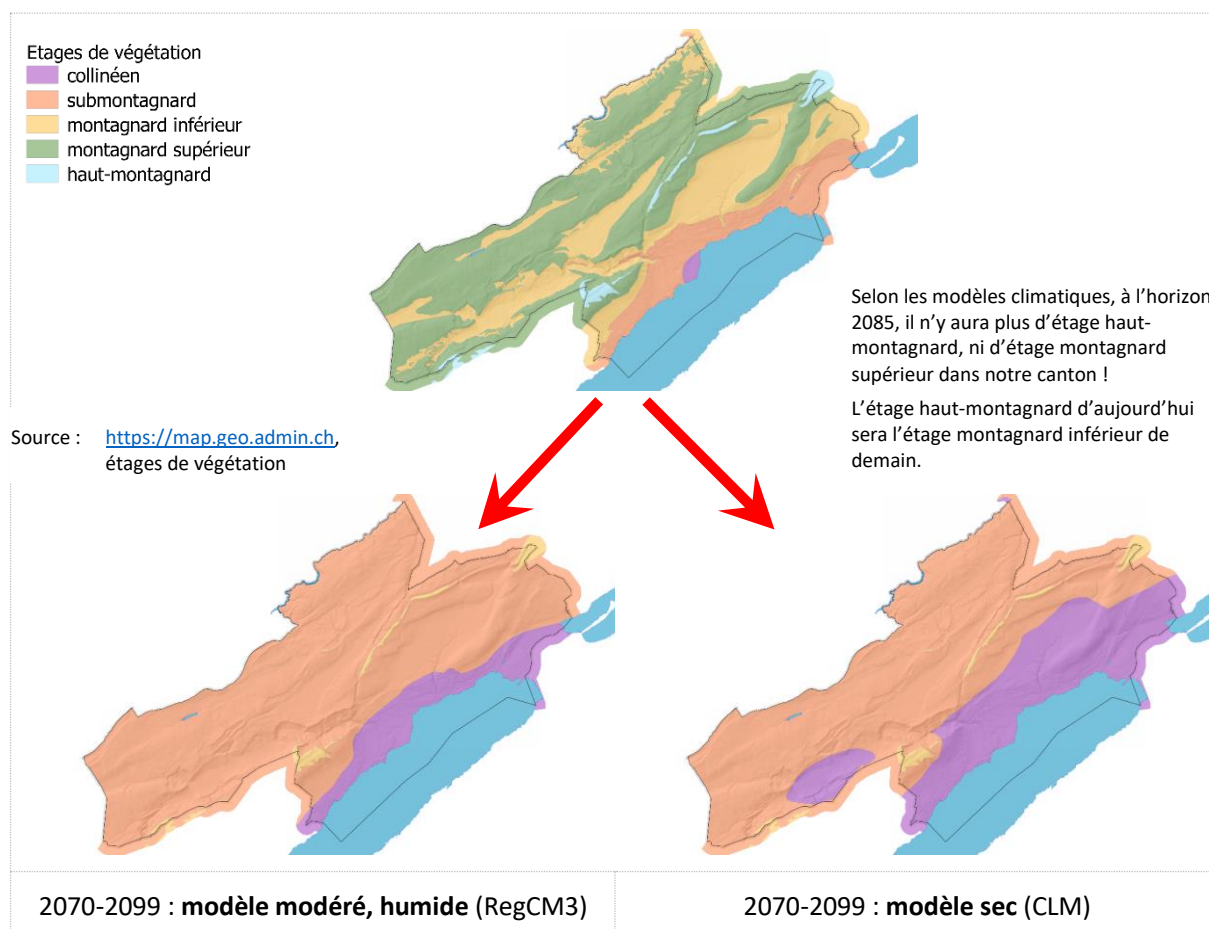 Etages de végétation
collinéen
submontagnard
montagnard inférieur
montagnard supérieur
haut-montagnard
Selon les modèles climatiques, à l’horizon
2085, il n’y aura plus d’étage haut-
montagnard, ni d’étage montagnard
supérieur dans notre canton !
L’étage haut-montagnard d’aujourd’hui
sera l’étage montagnard inférieur de
demain.
Source : https://map.geo.admin.ch,
étages de végétation
2070-2099 : modèle modéré, humide (RegCM3)
2070-2099 : modèle sec (CLM)